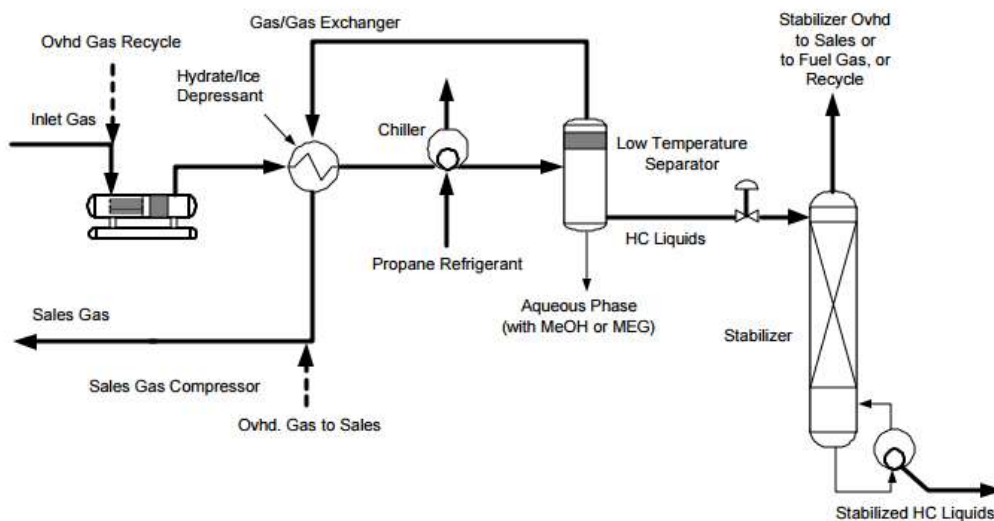 Gas/Gas Exchanger
Stabilizer Ovhd
to Sales or
to Fuel Gas, or
Recycle
Ovhd Gas Recycle
Hydrate/Ice
Depressant
Inlet Gas
Chiller
Low Temperature
Separator
HC Liquids
Propane Refrigerant
Aqueous Phase
(with MeOH or MEG)
Sales Gas
Stabilizer
Sales Gas Compressor
Ovhd. Gas to Sales
Stabilized HC Liquids